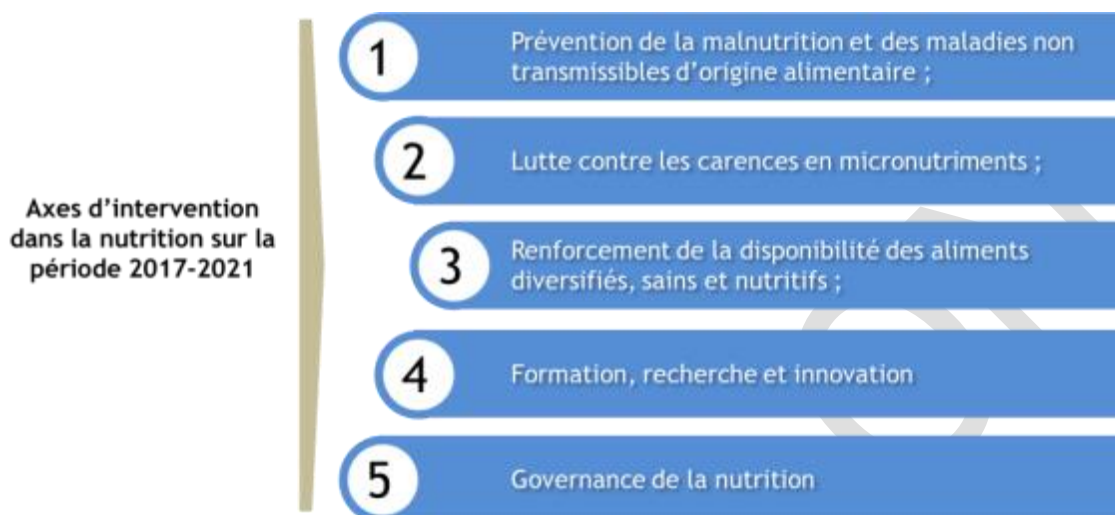 Axes d’intervention
dans la nutrition sur la
période 2017-2021
1
Prévention de la malnutrition et des maladies non
transmissibles d’origine alimentaire ;
2
Lutte contre les carences en micronutriments ;
3
Renforcement de la disponibilité des aliments
diversifiés, sains et nutritifs ;
4
Formation, recherche et innovation
5
Governance de la nutrition